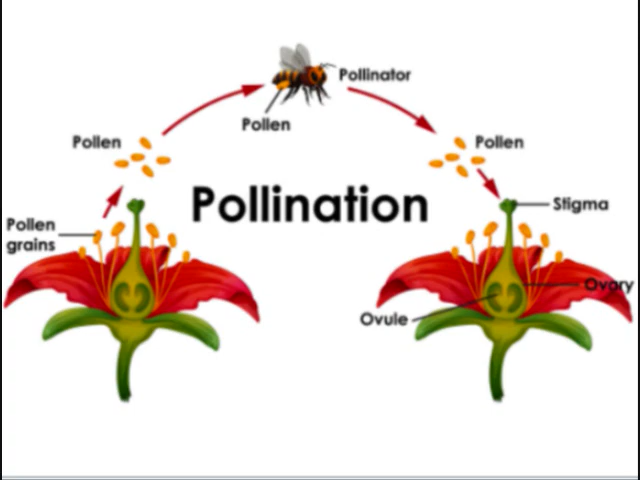 Pollinator
Pollen
Pollen
Pollen
Pollination
Stigma
Pollen
grains
Ovary
Ovule